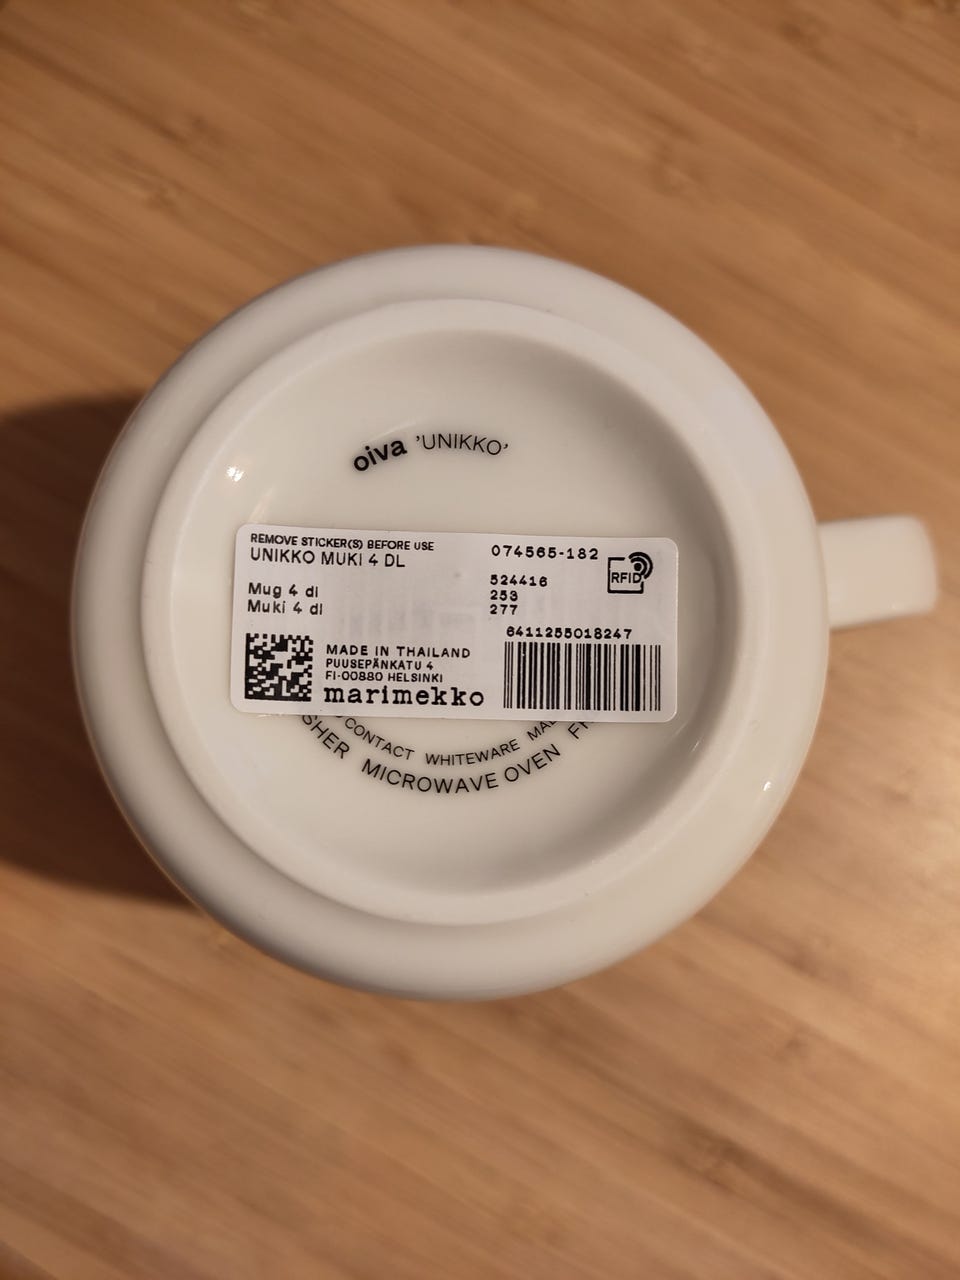 oiva 'UNIKKO'
REMOVE STICKER(S) BEFORE USE
UNIKKO MUKI 4 DL
074565-182
RFID
524416
Mug 4 dl 253
Muki 4 dl 277
6411255018247
MADE IN THAILAND
PUUSEPÄNKATU 4
FI-00880 HELSINKI
marimekko
CONTACT WHITEWARE
MICROWAVE OVEN